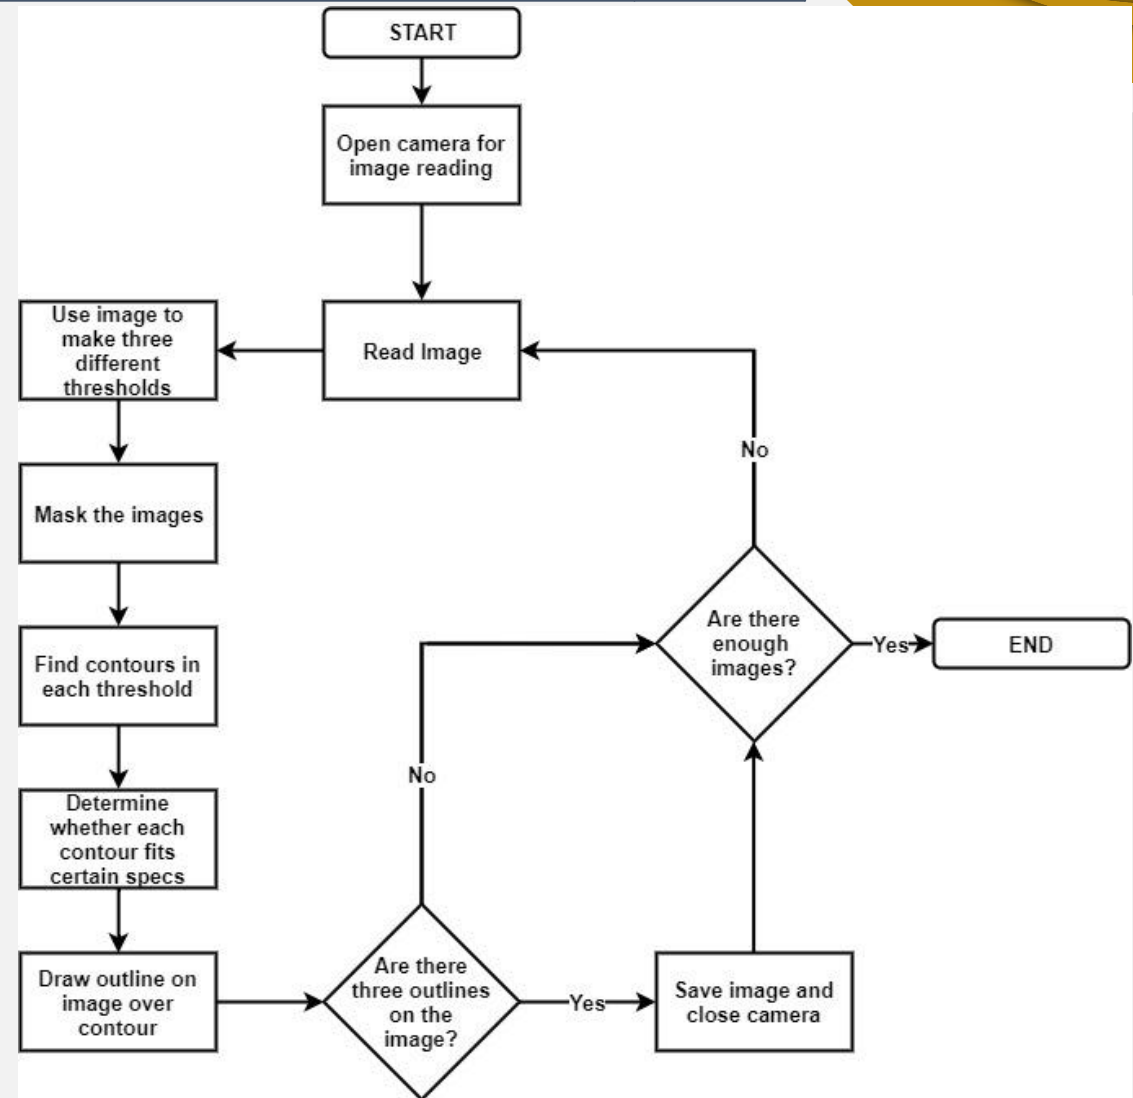 START
Open camera for
image reading
Read Image
Use image to
make three
different
thresholds
Mask the images
Find contours in
each threshold
Determine
whether each
contour fits
certain specs
Draw outline on
image over
contour
Are there
three outlines
on the
image?
No
Yes
Save image and
close camera
Are there
enough
images?
No
Yes
END